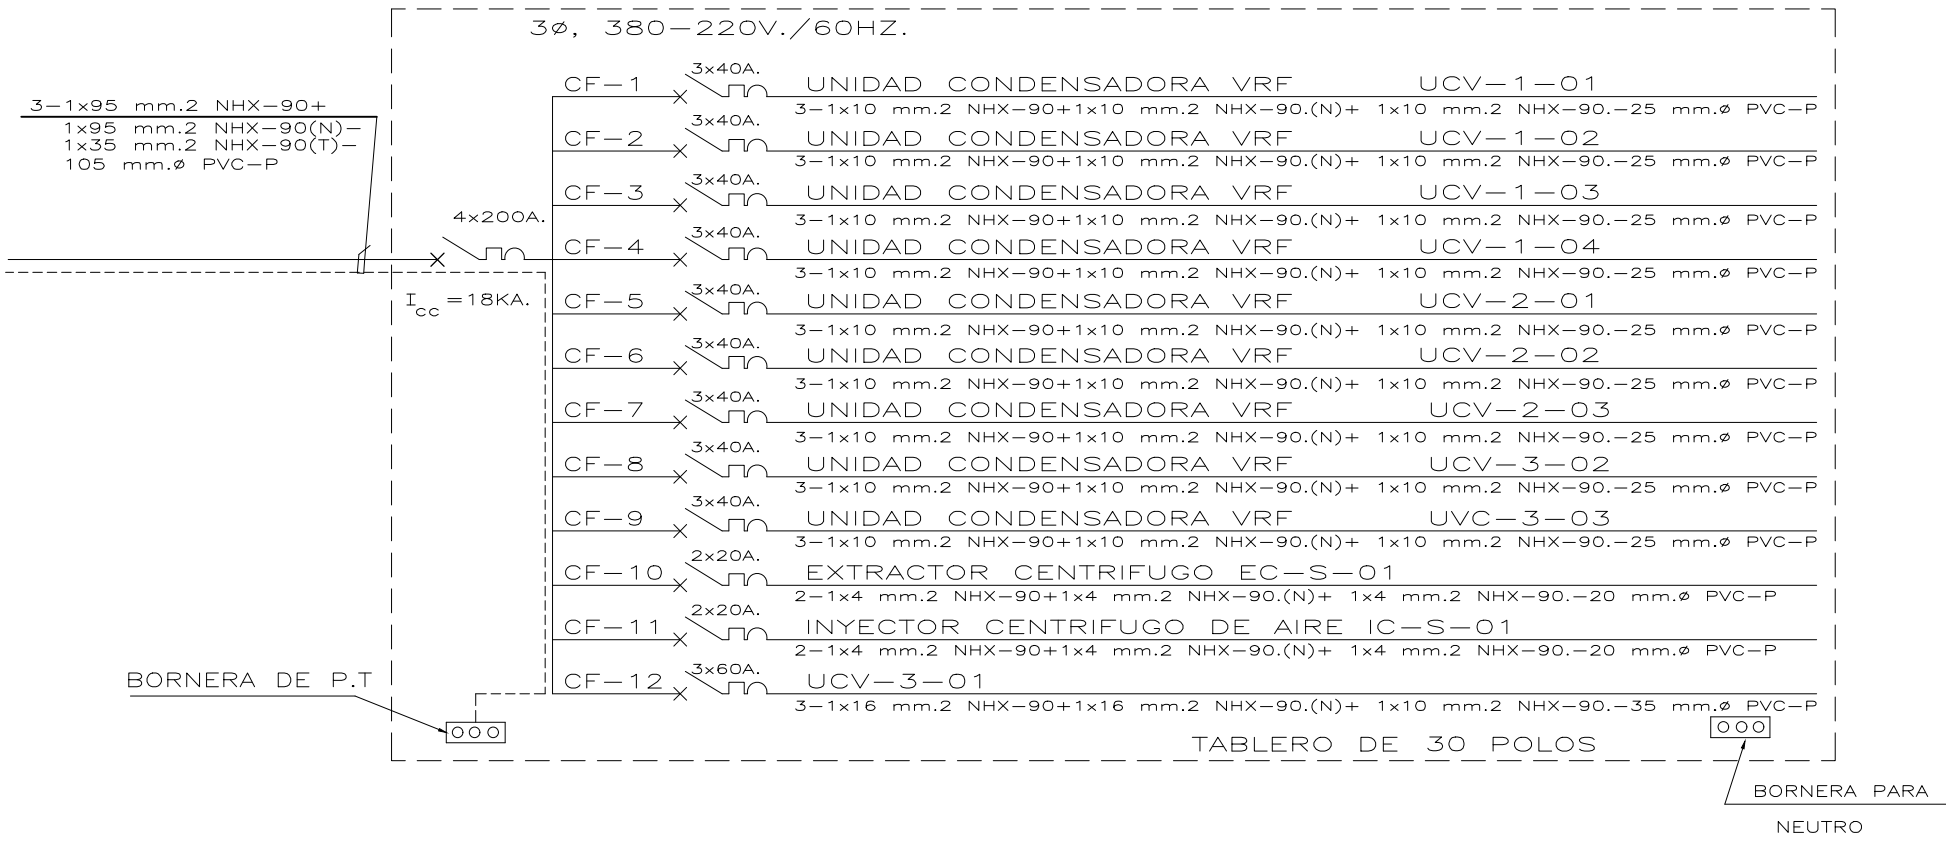 3ø, 380-220V./60HZ.
3-1x95 mm.2 NHX-90+
1x95 mm.2 NHX-90(N)-
1x35 mm.2 NHX-90(T)-
105 mm.ø PVC-P
4x200A.
Icc =18KA.
CF-1 3x40A. UNIDAD CONDENSADORA VRF UCV-1-01
3-1x10 mm.2 NHX-90+1x10 mm.2 NHX-90.(N)+ 1x10 mm.2 NHX-90.-25 mm.ø PVC-P
CF-2 3x40A. UNIDAD CONDENSADORA VRF UCV-1-02
3-1x10 mm.2 NHX-90+1x10 mm.2 NHX-90.(N)+ 1x10 mm.2 NHX-90.-25 mm.ø PVC-P
CF-3 3x40A. UNIDAD CONDENSADORA VRF UCV-1-03
3-1x10 mm.2 NHX-90+1x10 mm.2 NHX-90.(N)+ 1x10 mm.2 NHX-90.-25 mm.ø PVC-P
CF-4 3x40A. UNIDAD CONDENSADORA VRF UCV-1-04
3-1x10 mm.2 NHX-90+1x10 mm.2 NHX-90.(N)+ 1x10 mm.2 NHX-90.-25 mm.ø PVC-P
CF-5 3x40A. UNIDAD CONDENSADORA VRF UCV-2-01
3-1x10 mm.2 NHX-90+1x10 mm.2 NHX-90.(N)+ 1x10 mm.2 NHX-90.-25 mm.ø PVC-P
CF-6 3x40A. UNIDAD CONDENSADORA VRF UCV-2-02
3-1x10 mm.2 NHX-90+1x10 mm.2 NHX-90.(N)+ 1x10 mm.2 NHX-90.-25 mm.ø PVC-P
CF-7 3x40A. UNIDAD CONDENSADORA VRF UCV-2-03
3-1x10 mm.2 NHX-90+1x10 mm.2 NHX-90.(N)+ 1x10 mm.2 NHX-90.-25 mm.ø PVC-P
CF-8 3x40A. UNIDAD CONDENSADORA VRF UCV-3-02
3-1x10 mm.2 NHX-90+1x10 mm.2 NHX-90.(N)+ 1x10 mm.2 NHX-90.-25 mm.ø PVC-P
CF-9 3x40A. UNIDAD CONDENSADORA VRF UVC-3-03
3-1x10 mm.2 NHX-90+1x10 mm.2 NHX-90.(N)+ 1x10 mm.2 NHX-90.-25 mm.ø PVC-P
CF-10 2x20A. EXTRACTOR CENTRIFUGO EC-S-01
2-1x4 mm.2 NHX-90+1x4 mm.2 NHX-90.(N)+ 1x4 mm.2 NHX-90.-20 mm.ø PVC-P
CF-11 2x20A. INYECTOR CENTRIFUGO DE AIRE IC-S-01
2-1x4 mm.2 NHX-90+1x4 mm.2 NHX-90.(N)+ 1x4 mm.2 NHX-90.-20 mm.ø PVC-P
CF-12 3x60A. UCV-3-01
3-1x16 mm.2 NHX-90+1x16 mm.2 NHX-90.(N)+ 1x10 mm.2 NHX-90.-35 mm.ø PVC-P
BORNERA DE P.T
TABLERO DE 30 POLOS
BORNERA PARA
NEUTRO